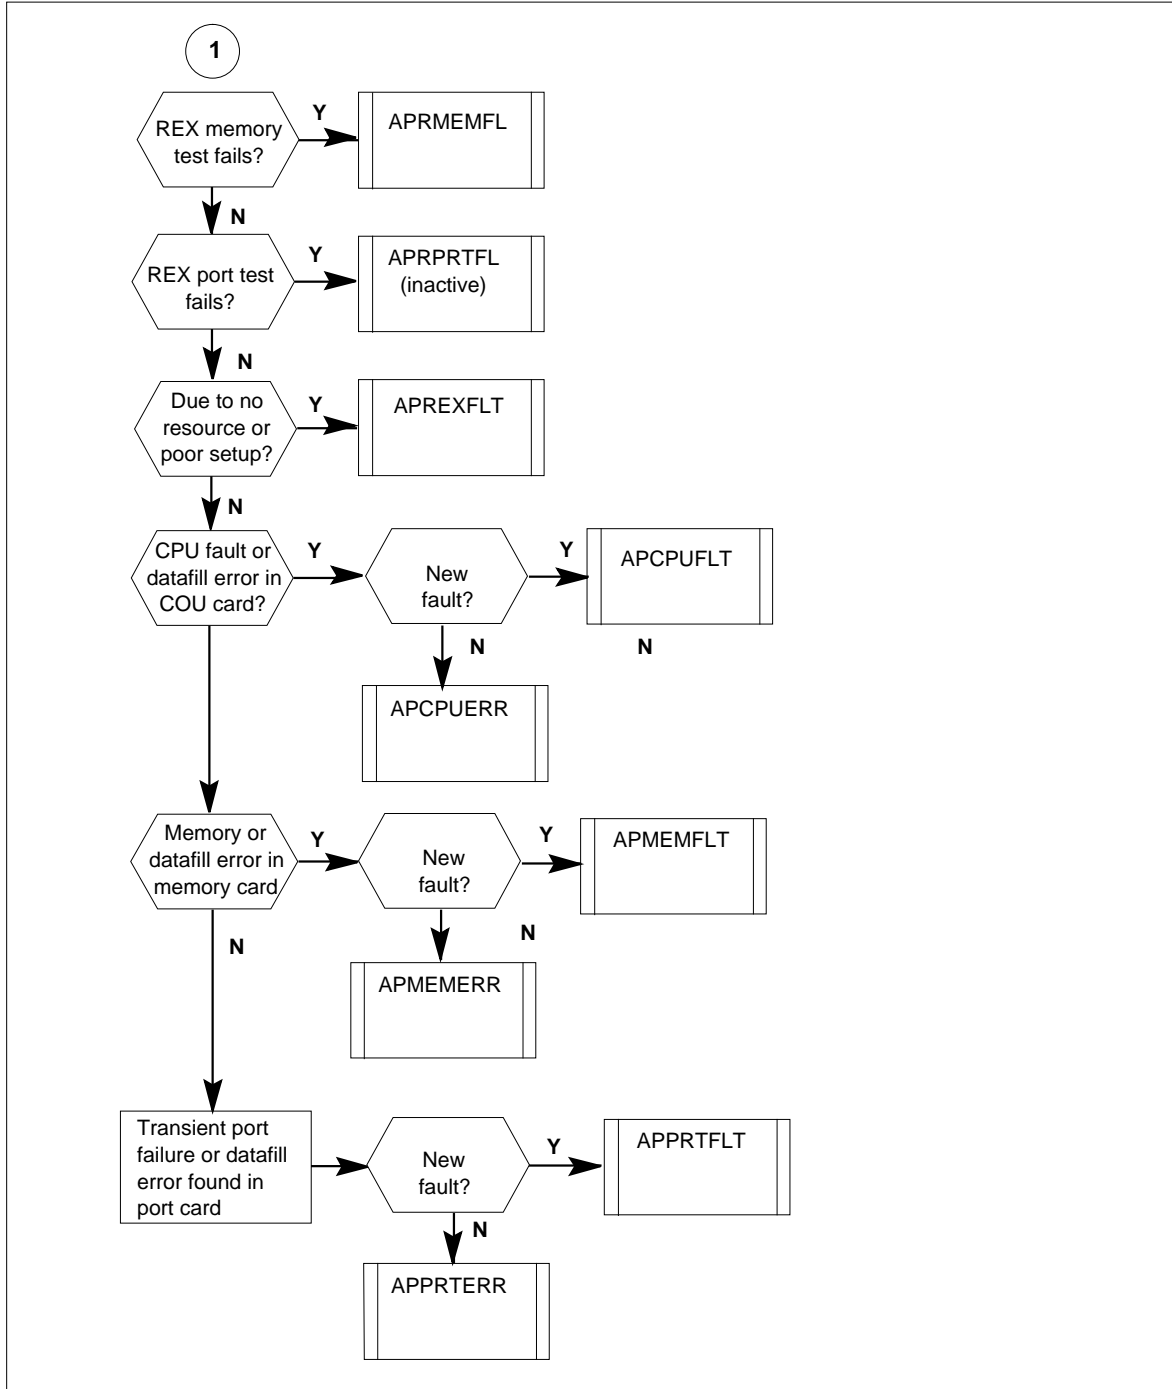 1
REX memory
test fails?
Y
APRMEMFL
N
REX port test
fails?
Y
APRPRTFL
(inactive)
N
Due to no
resource or
poor setup?
Y
APREXFLT
N
CPU fault or
datafill error in
COU card?
Y
New
fault?
Y
APCPUFLT
N
N
APCPUERR
Memory or
datafill error in
memory card
Y
New
fault?
Y
APMEMFLT
N
N
APMEMERR
Transient port
failure or datafill
error found in
port card
New
fault?
Y
APPRTFLT
N
APPRTERR